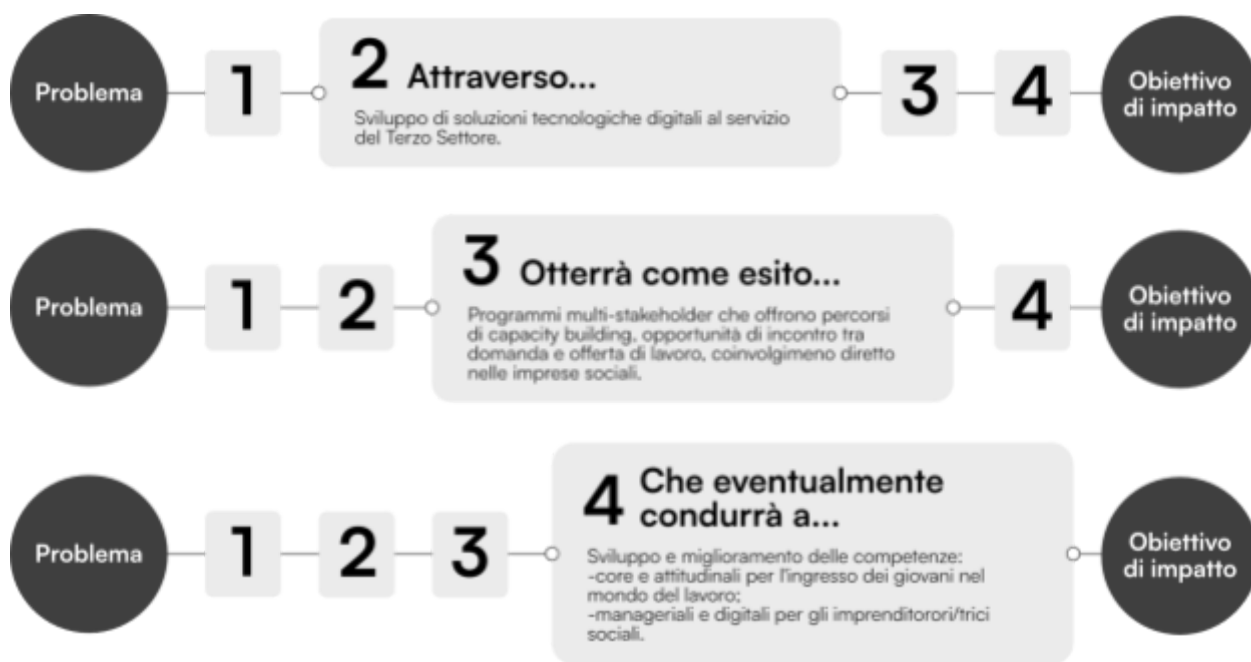 Problema
1
2 Attraverso...
Sviluppo di soluzioni tecnologiche digitali al servizio
del Terzo Settore.
3
4
Obiettivo
di impatto
Problema
1
2
3 Otterrà come esito...
Programmi multi-stakeholder che offrono percorsi
di capacity building, opportunità di incontro tra
domanda e offerta di lavoro, coinvolgimeno diretto
nelle imprese sociali.
4
Obiettivo
di impatto
Problema
1
2
3
4 Che eventualmente
condurrà a...
Sviluppo e miglioramento delle competenze:
-core e attitudinali per l'ingresso dei giovani nel
mondo del lavoro;
-manageriali e digitali per gli imprenditorori/trici
sociali.
Obiettivo
di impatto